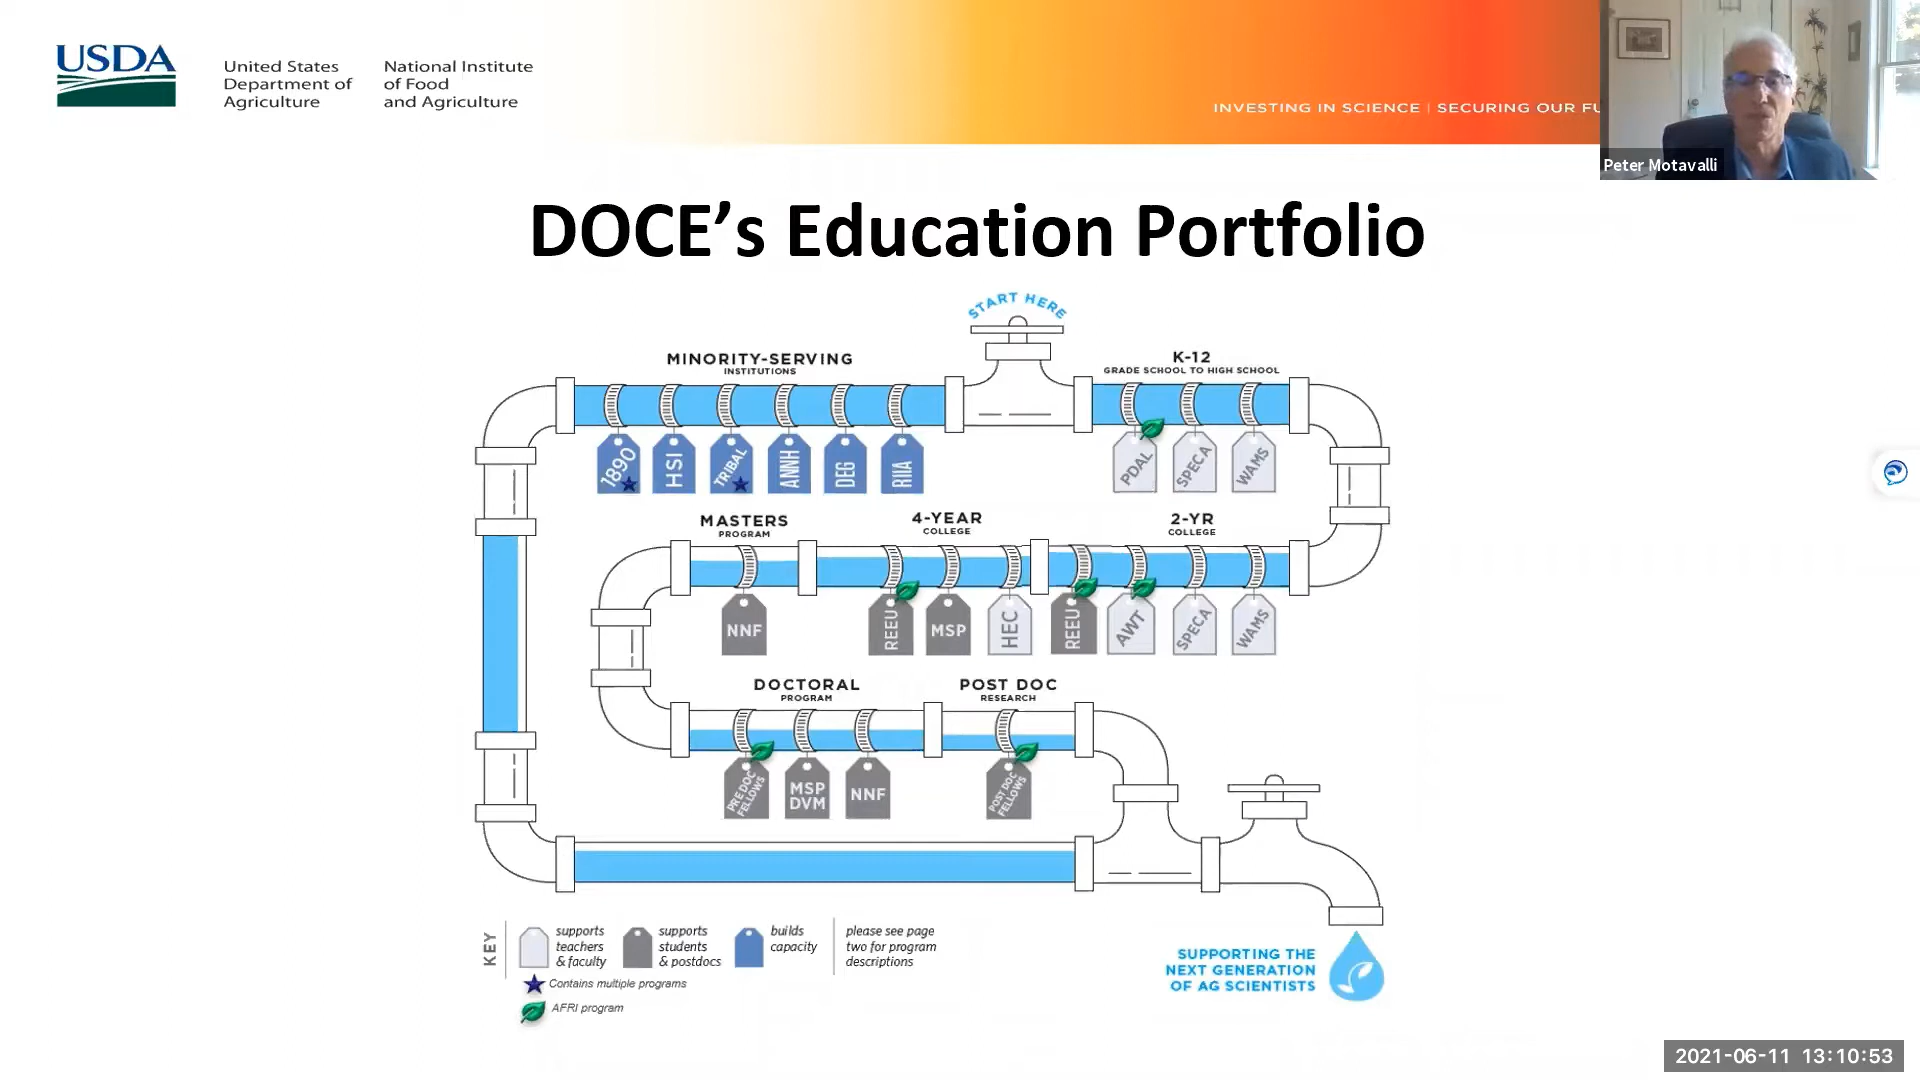 USDA
United States
Department of
Agriculture
National Institute
of Food
and Agriculture
INVESTING IN SCIENCE | SECURING OUR FU
Peter Motavalli
DOCE’s Education Portfolio
START HERE
MINORITY-SERVING
INSTITUTIONS
K-12
GRADE SCHOOL TO HIGH SCHOOL
1890
HSI
TRIBAL
ANNH
DEG
RIIA
PDAL
SPECA
WAMS
MASTERS
PROGRAM
4-YEAR
COLLEGE
2-YR
COLLEGE
NNF
REEU
MSP
HEC
REEU
AWT
SPECA
WAMS
DOCTORAL
PROGRAM
POST DOC
RESEARCH
PRE DOC
FELLOWS
MSP
DVM
NNF
POST DOC
FELLOWS
KEY
supports
teachers
& faculty
supports
students
& postdocs
builds
capacity
please see page
two for program
descriptions
Contains multiple programs
AFRI program
SUPPORTING THE
NEXT GENERATION
OF AG SCIENTISTS
2021-06-11 13:10:53